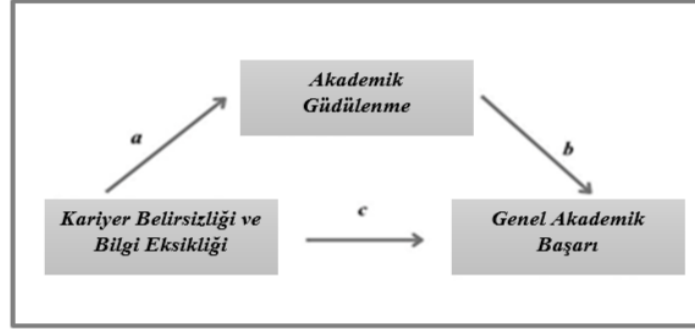 Akademik
Güdülenme
a
b
Kariyer Belirsizliği ve
Bilgi Eksikliği
c
Genel Akademik
Başarı